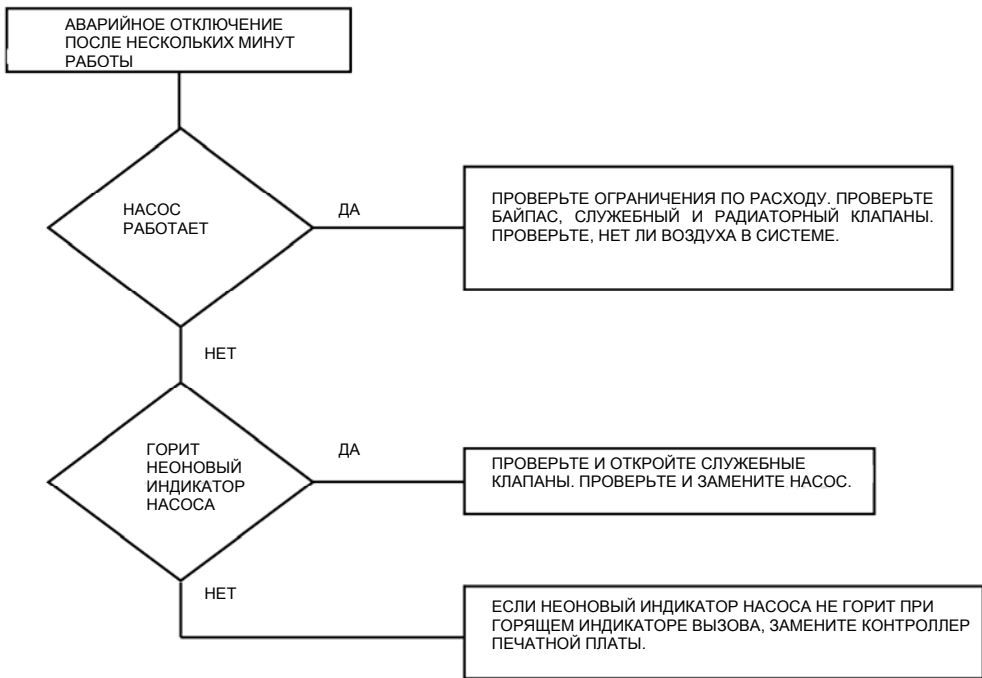 АВАРИЙНОЕ ОТКЛЮЧЕНИЕ
ПОСЛЕ НЕСКОЛЬКИХ МИНУТ
РАБОТЫ
НАСОС
РАБОТАЕТ
ДА
ПРОВЕРЬТЕ ОГРАНИЧЕНИЯ ПО РАСХОДУ. ПРОВЕРЬТЕ
БАЙПАС, СЛУЖЕБНЫЙ И РАДИАТОРНЫЙ КЛАПАНЫ.
ПРОВЕРЬТЕ, НЕТ ЛИ ВОЗДУХА В СИСТЕМЕ.
НЕТ
ГОРИТ
НЕОНОВЫЙ
ИНДИКАТОР
НАСОСА
ДА
ПРОВЕРЬТЕ И ОТКРОЙТЕ СЛУЖЕБНЫЕ
КЛАПАНЫ. ПРОВЕРЬТЕ И ЗАМЕНИТЕ НАСОС.
НЕТ
ЕСЛИ НЕОНОВЫЙ ИНДИКАТОР НАСОСА НЕ ГОРИТ ПРИ
ГОРЯЩЕМ ИНДИКАТОРЕ ВЫЗОВА, ЗАМЕНИТЕ КОНТРОЛЛЕР
ПЕЧАТНОЙ ПЛАТЫ.